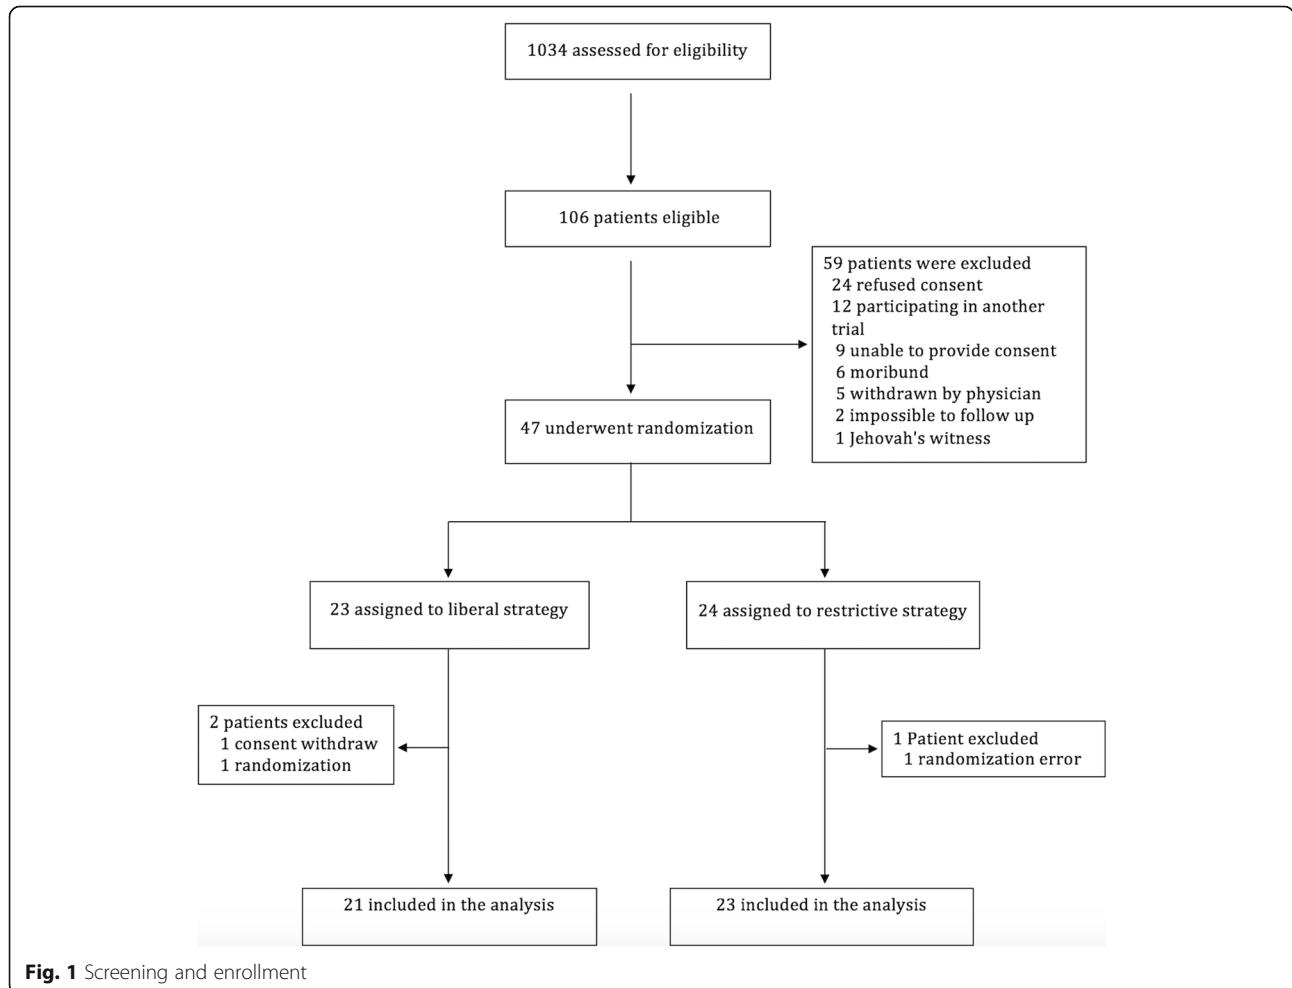 1034 assessed for eligibility
106 patients eligible
59 patients were excluded
24 refused consent
12 participating in another
trial
9 unable to provide consent
6 moribund
5 withdrawn by physician
2 impossible to follow up
1 Jehovah's witness
47 underwent randomization
23 assigned to liberal strategy
24 assigned to restrictive strategy
2 patients excluded
1 consent withdraw
1 randomization
1 Patient excluded
1 randomization error
21 included in the analysis
23 included in the analysis
Fig. 1 Screening and enrollment